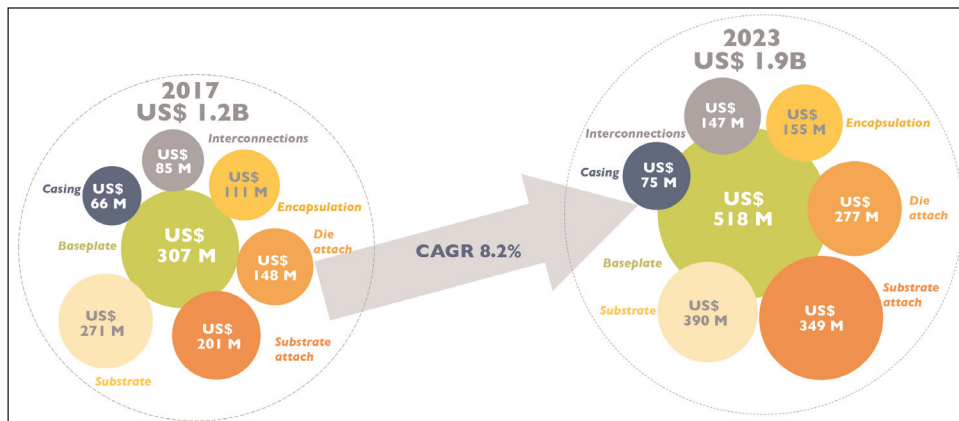 2017
US$ 1.2B
Interconnections
US$
85 M
Casing
US$
66 M
US$
111 M
Encapsulation
Baseplate
US$
307 M
Die
attach
US$
148 M
US$
271 M
Substrate
US$
201 M
Substrate
attach
CAGR 8.2%
2023
US$ 1.9B
Interconnections
US$
147 M
US$
155 M
Encapsulation
Casing
US$
75 M
US$
518 M
US$
277 M
Die
attach
Baseplate
Substrate
US$
390 M
US$
349 M
Substrate
attach